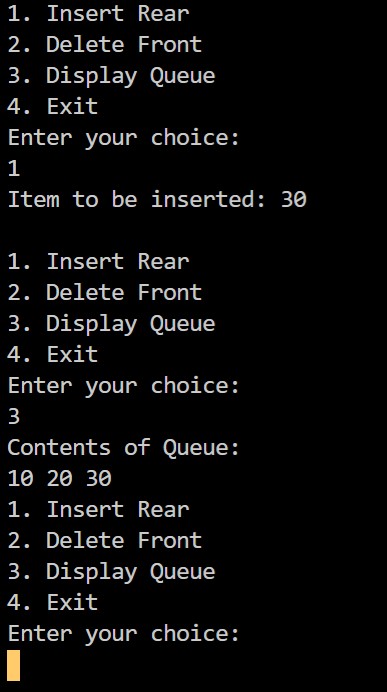 1. Insert Rear
2. Delete Front
3. Display Queue
4. Exit
Enter your choice:
1
Item to be inserted: 30
1. Insert Rear
2. Delete Front
3. Display Queue
4. Exit
Enter your choice:
3
Contents of Queue:
10 20 30
1. Insert Rear
2. Delete Front
3. Display Queue
4. Exit
Enter your choice: